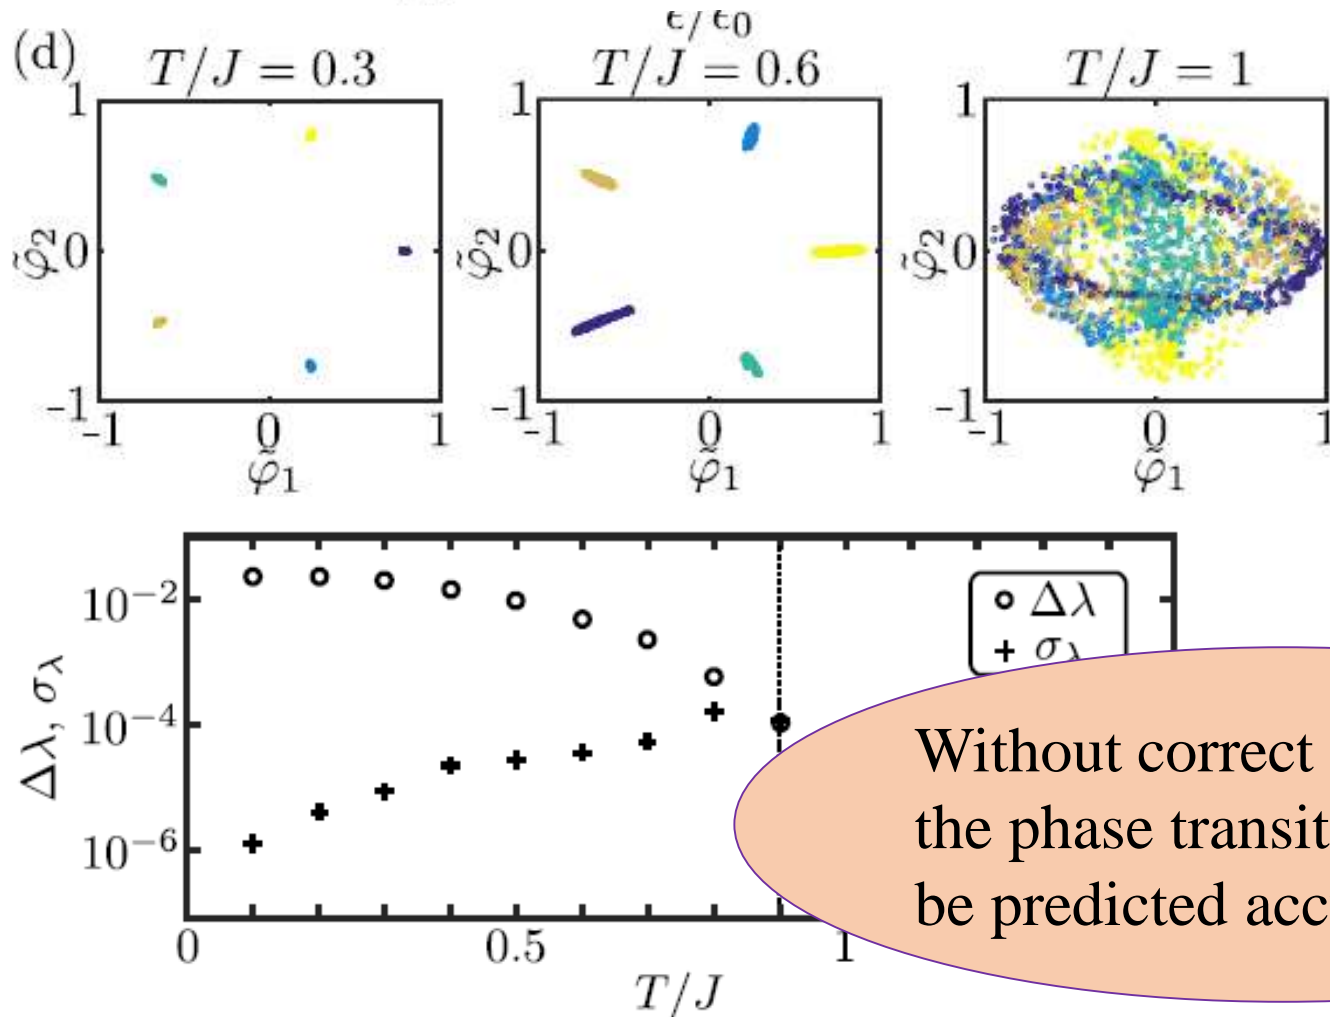 ϵ/ϵ₀
(d)
T/J = 0.3
T/J = 0.6
T/J = 1
1
1
1
φ̃₂
0
φ̃₂
0
φ̃₂
0
-1
-1
-1
-1
0
1
-1
0
1
-1
0
1
φ̃₁
φ̃₁
φ̃₁
10⁻²
10⁻⁴
10⁻⁶
Δλ, σλ
Δλ
σλ
Without correct
the phase transit
be predicted acc
0
0.5
1
T/J